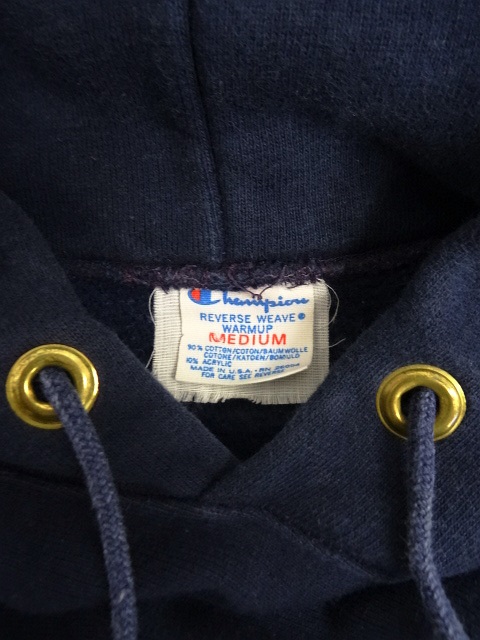 Champion
REVERSE WEAVE®
WARMUP
MEDIUM
90% COTTON/COTON/BAUMWOLLE
COTONE/KATOEN/BOMULD
10% ACRYLIC
MADE IN U.S.A. - RN
FOR CARE SEE REVERSE